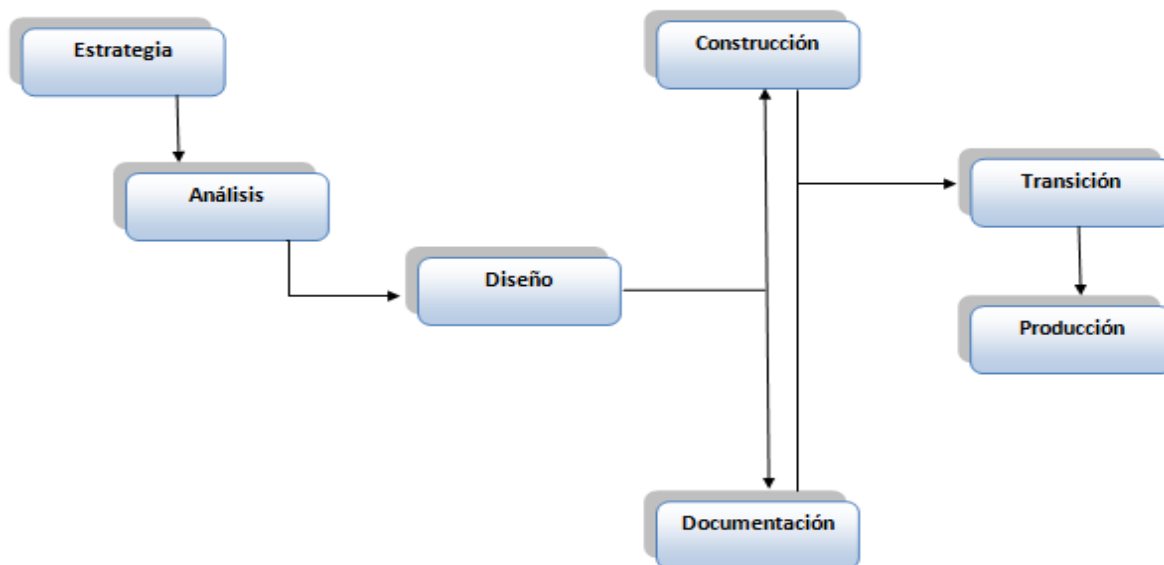 Estrategia
Análisis
Diseño
Construcción
Documentación
Transición
Producción